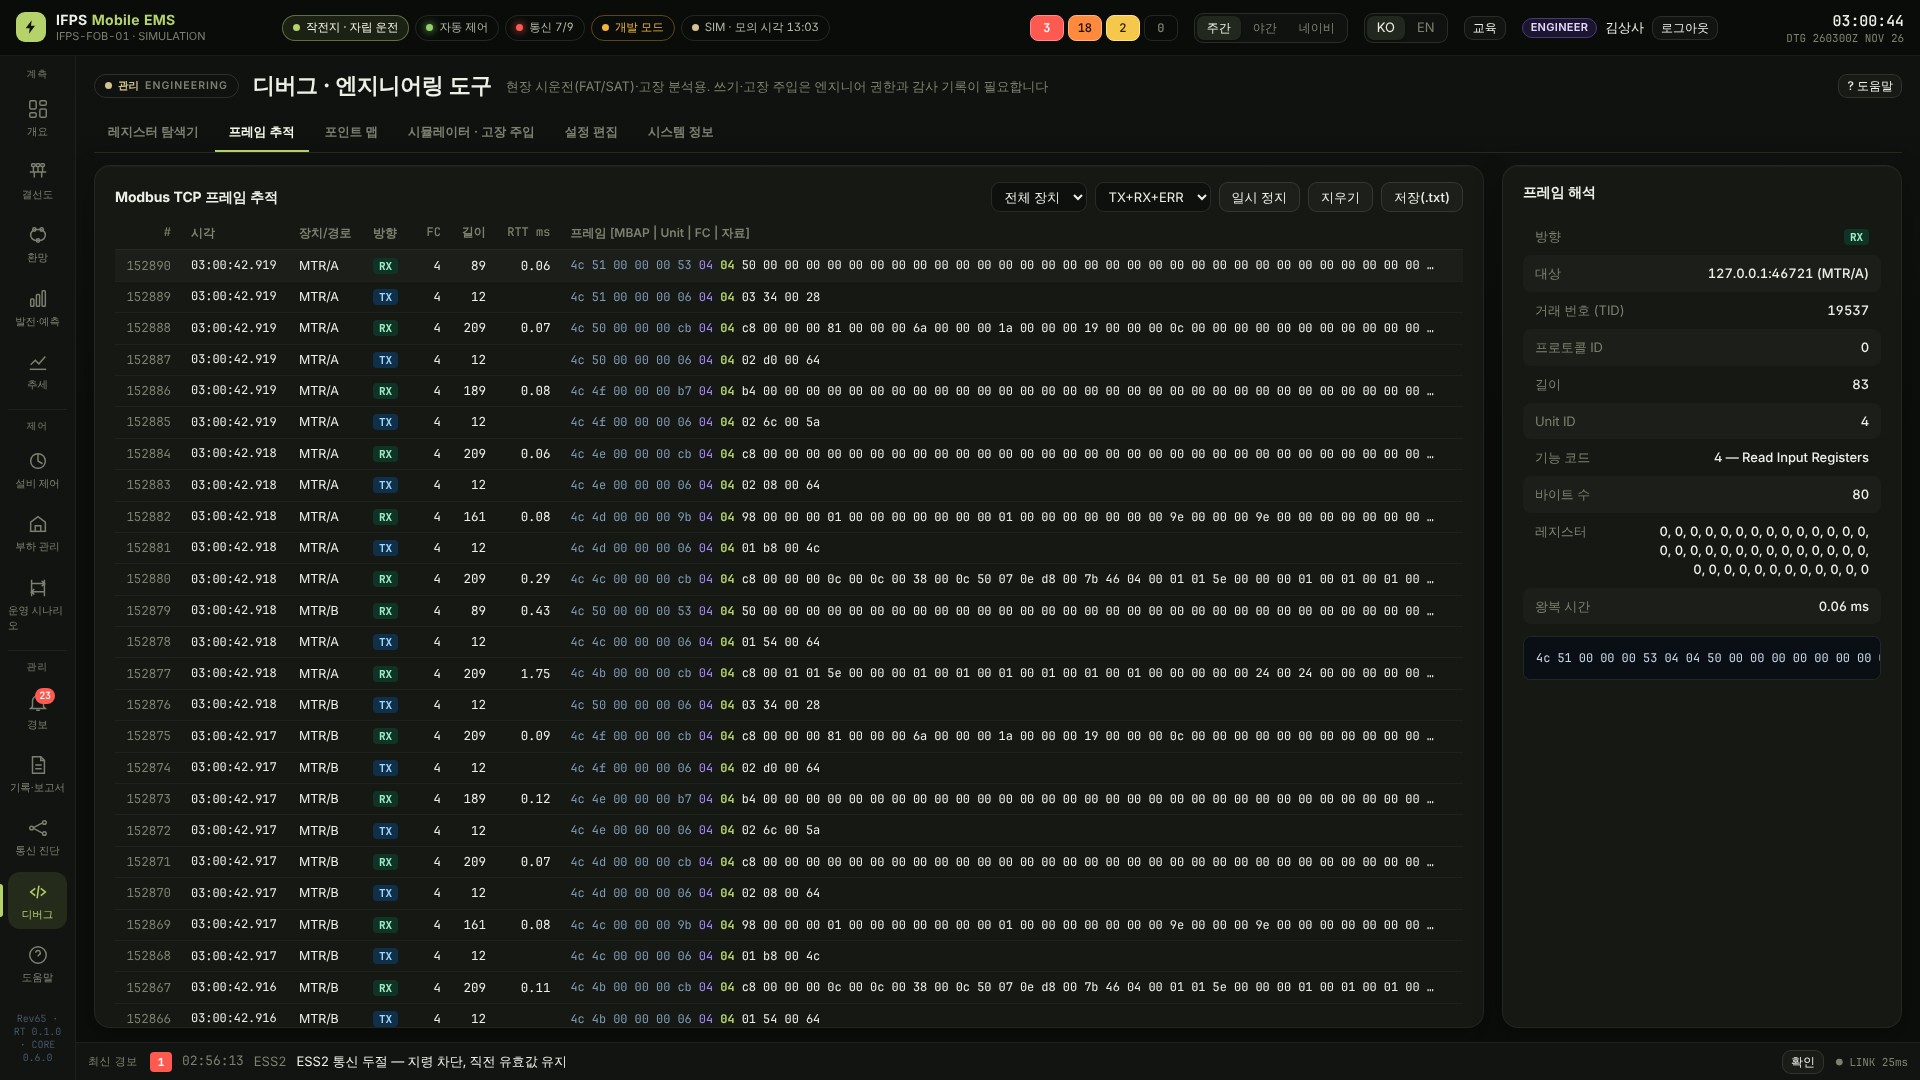 IFPS Mobile EMS
IFPS-FOB-01 · SIMULATION
작전지 · 자립 운전
자동 제어
통신 7/9
개발 모드
SIM · 모의 시각 13:03
3
18
2
0
주간 야간 네이비
KO EN
교육
ENGINEER 김상사 로그아웃
03:00:44
DTG 260300Z NOV 26
계측
개요
결선도
환망
발전·예측
추세
제어
설비 제어
부하 관리
운영 시나리오
관리
23
경보
기록·보고서
통신 진단
디버그
도움말
Rev65 ·
RT 0.1.0
· CORE
0.6.0
관리 ENGINEERING
디버그 · 엔지니어링 도구
현장 시운전(FAT/SAT)·고장 분석용. 쓰기·고장 주입은 엔지니어 권한과 감사 기록이 필요합니다
? 도움말
레지스터 탐색기 프레임 추적 포인트 맵 시뮬레이터 · 고장 주입 설정 편집 시스템 정보
Modbus TCP 프레임 추적
전체 장치 TX+RX+ERR 일시 정지 지우기 저장(.txt)
# 시각 장치/경로 방향 FC 길이 RTT ms 프레임 [MBAP | Unit | FC | 자료]
152890 03:00:42.919 MTR/A RX 4 89 0.06 4c 51 00 00 00 53 04 04 50 00 00 00 00 00 00 00 00 00 00 00 00 00 00 00 00 00 00 00 00 00 00 00 00 00 00 00 00 00 00 00 …
152889 03:00:42.919 MTR/A TX 4 12 4c 51 00 00 00 06 04 04 03 34 00 28
152888 03:00:42.919 MTR/A RX 4 209 0.07 4c 50 00 00 00 cb 04 04 c8 00 00 00 81 00 00 00 6a 00 00 00 1a 00 00 00 19 00 00 00 0c 00 00 00 00 00 00 00 00 00 00 00 …
152887 03:00:42.919 MTR/A TX 4 12 4c 50 00 00 00 06 04 04 02 d0 00 64
152886 03:00:42.919 MTR/A RX 4 189 0.08 4c 4f 00 00 00 b7 04 04 b4 00 00 00 00 00 00 00 00 00 00 00 00 00 00 00 00 00 00 00 00 00 00 00 00 00 00 00 00 00 00 00 …
152885 03:00:42.919 MTR/A TX 4 12 4c 4f 00 00 00 06 04 04 02 6c 00 5a
152884 03:00:42.918 MTR/A RX 4 209 0.06 4c 4e 00 00 00 cb 04 04 c8 00 00 00 00 00 00 00 00 00 00 00 00 00 00 00 00 00 00 00 00 00 00 00 00 00 00 00 00 00 00 00 …
152883 03:00:42.918 MTR/A TX 4 12 4c 4e 00 00 00 06 04 04 02 08 00 64
152882 03:00:42.918 MTR/A RX 4 161 0.08 4c 4d 00 00 00 9b 04 04 98 00 00 00 01 00 00 00 00 00 00 00 01 00 00 00 00 00 00 00 9e 00 00 00 9e 00 00 00 00 00 00 00 …
152881 03:00:42.918 MTR/A TX 4 12 4c 4d 00 00 00 06 04 04 01 b8 00 4c
152880 03:00:42.918 MTR/A RX 4 209 0.29 4c 4c 00 00 00 cb 04 04 c8 00 00 00 0c 00 0c 00 38 00 0c 50 07 0e d8 00 7b 46 04 00 01 01 5e 00 00 00 01 00 01 00 01 00 …
152879 03:00:42.918 MTR/B RX 4 89 0.43 4c 50 00 00 00 53 04 04 50 00 00 00 00 00 00 00 00 00 00 00 00 00 00 00 00 00 00 00 00 00 00 00 00 00 00 00 00 00 00 00 …
152878 03:00:42.918 MTR/A TX 4 12 4c 4c 00 00 00 06 04 04 01 54 00 64
152877 03:00:42.918 MTR/A RX 4 209 1.75 4c 4b 00 00 00 cb 04 04 c8 00 01 01 5e 00 00 00 01 00 01 00 01 00 01 00 01 00 01 00 00 00 00 00 24 00 24 00 00 00 00 00 …
152876 03:00:42.918 MTR/B TX 4 12 4c 50 00 00 00 06 04 04 03 34 00 28
152875 03:00:42.917 MTR/B RX 4 209 0.09 4c 4f 00 00 00 cb 04 04 c8 00 00 00 81 00 00 00 6a 00 00 00 1a 00 00 00 19 00 00 00 0c 00 00 00 00 00 00 00 00 00 00 00 …
152874 03:00:42.917 MTR/B TX 4 12 4c 4f 00 00 00 06 04 04 02 d0 00 64
152873 03:00:42.917 MTR/B RX 4 189 0.12 4c 4e 00 00 00 b7 04 04 b4 00 00 00 00 00 00 00 00 00 00 00 00 00 00 00 00 00 00 00 00 00 00 00 00 00 00 00 00 00 00 00 …
152872 03:00:42.917 MTR/B TX 4 12 4c 4e 00 00 00 06 04 04 02 6c 00 5a
152871 03:00:42.917 MTR/B RX 4 209 0.07 4c 4d 00 00 00 cb 04 04 c8 00 00 00 00 00 00 00 00 00 00 00 00 00 00 00 00 00 00 00 00 00 00 00 00 00 00 00 00 00 00 00 …
152870 03:00:42.917 MTR/B TX 4 12 4c 4d 00 00 00 06 04 04 02 08 00 64
152869 03:00:42.917 MTR/B RX 4 161 0.08 4c 4c 00 00 00 9b 04 04 98 00 00 00 01 00 00 00 00 00 00 00 01 00 00 00 00 00 00 00 9e 00 00 00 9e 00 00 00 00 00 00 00 …
152868 03:00:42.917 MTR/B TX 4 12 4c 4c 00 00 00 06 04 04 01 b8 00 4c
152867 03:00:42.916 MTR/B RX 4 209 0.11 4c 4b 00 00 00 cb 04 04 c8 00 00 00 0c 00 0c 00 38 00 0c 50 07 0e d8 00 7b 46 04 00 01 01 5e 00 00 00 01 00 01 00 01 00 …
152866 03:00:42.916 MTR/B TX 4 12 4c 4b 00 00 00 06 04 04 01 54 00 64
프레임 해석
방향 RX
대상 127.0.0.1:46721 (MTR/A)
거래 번호 (TID) 19537
프로토콜 ID 0
길이 83
Unit ID 4
기능 코드 4 — Read Input Registers
바이트 수 80
레지스터 0, 0, 0, 0, 0, 0, 0, 0, 0, 0, 0, 0, 0, 0,
0, 0, 0, 0, 0, 0, 0, 0, 0, 0, 0, 0, 0, 0,
0, 0, 0, 0, 0, 0, 0, 0, 0, 0, 0, 0
왕복 시간 0.06 ms
4c 51 00 00 00 53 04 04 50 00 00 00 00 00 00 00
최신 경보 1 02:56:13 ESS2 ESS2 통신 두절 — 지령 차단, 직전 유효값 유지
확인
LINK 25ms